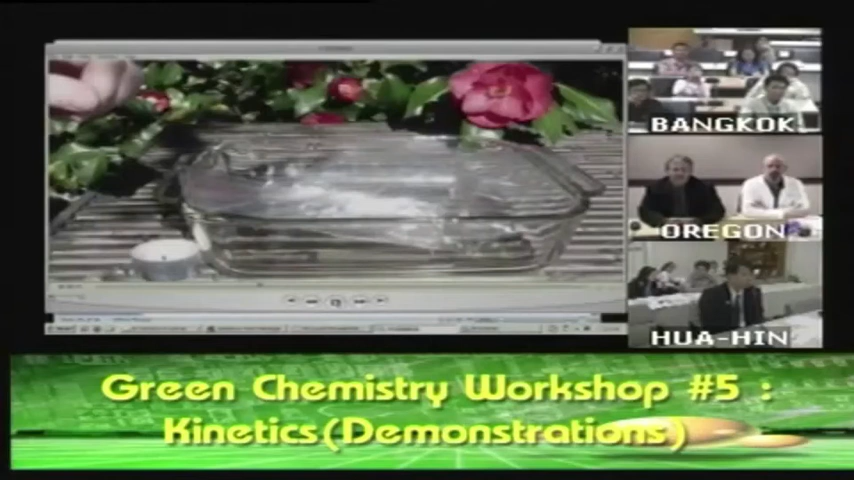 BANGKOK
OREGON
HUA-HIN
Green Chemistry Workshop #5 :
Kinetics(Demonstrations)